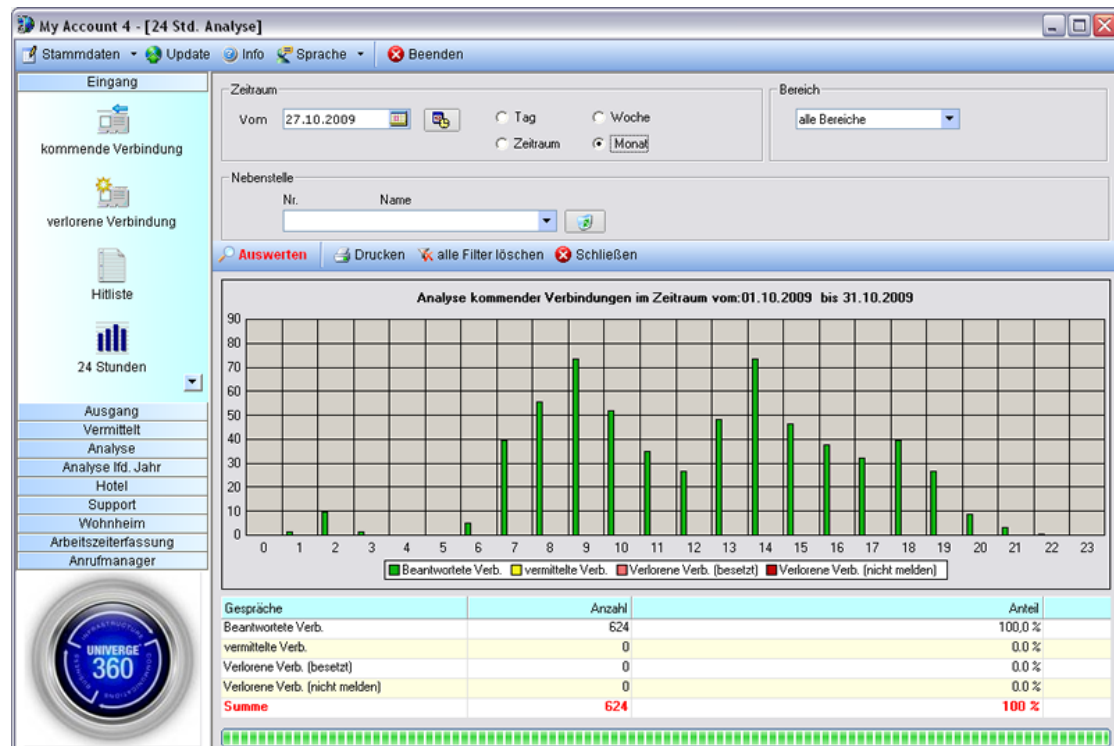 My Account 4 - [24 Std. Analyse]
Stammdaten Update Info Sprache Beenden
Eingang
kommende Verbindung
verlorene Verbindung
Hitliste
24 Stunden
Ausgang
Vermittelt
Analyse
Analyse lfd. Jahr
Hotel
Support
Wohnheim
Arbeitszeiterfassung
Anrufmanager
INFRASTRUCTURE
COMMUNICATIONS
BUSINESS
UNIVERGE
360
Zeitraum
Vom 27.10.2009 Tag Woche
Zeitraum Monat
Bereich
alle Bereiche
Nebenstelle
Nr. Name
Auswerten Drucken alle Filter löschen Schließen
Analyse kommender Verbindungen im Zeitraum vom:01.10.2009 bis 31.10.2009
90
80
70
60
50
40
30
20
10
0
0 1 2 3 4 5 6 7 8 9 10 11 12 13 14 15 16 17 18 19 20 21 22 23
Beantwortete Verb. vermittelte Verb. Verlorene Verb. (besetzt) Verlorene Verb. (nicht melden)
Gespräche Anzahl Anteil
Beantwortete Verb. 624 100,0 %
vermittelte Verb. 0 0.0 %
Verlorene Verb. (besetzt) 0 0.0 %
Verlorene Verb. (nicht melden) 0 0.0 %
Summe 624 100 %